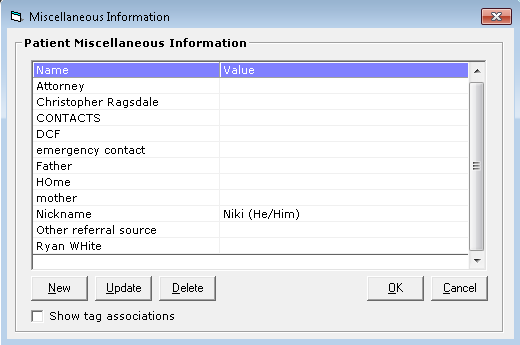 Miscellaneous Information
Patient Miscellaneous Information
Name Value
Attorney
Christopher Ragsdale
CONTACTS
DCF
emergency contact
Father
HOme
mother
Nickname Niki (He/Him)
Other referral source
Ryan WHite
New Update Delete OK Cancel
Show tag associations